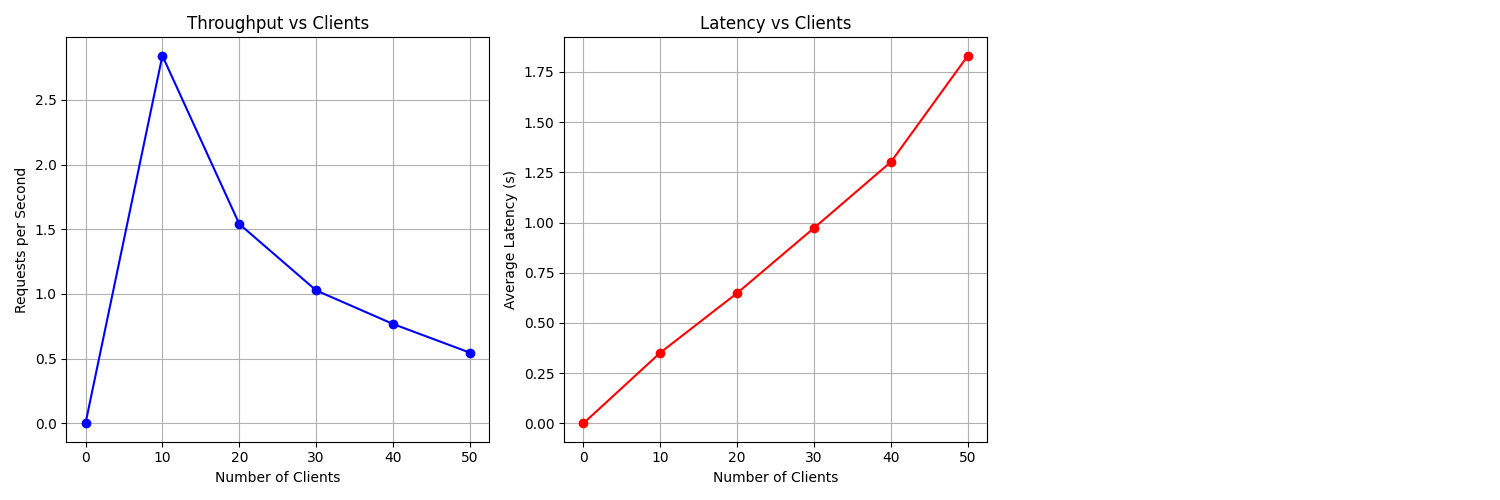 Throughput vs Clients
Requests per Second
2.5
2.0
1.5
1.0
0.5
0.0
0 10 20 30 40 50
Number of Clients
Latency vs Clients
Average Latency (s)
1.75
1.50
1.25
1.00
0.75
0.50
0.25
0.00
0 10 20 30 40 50
Number of Clients